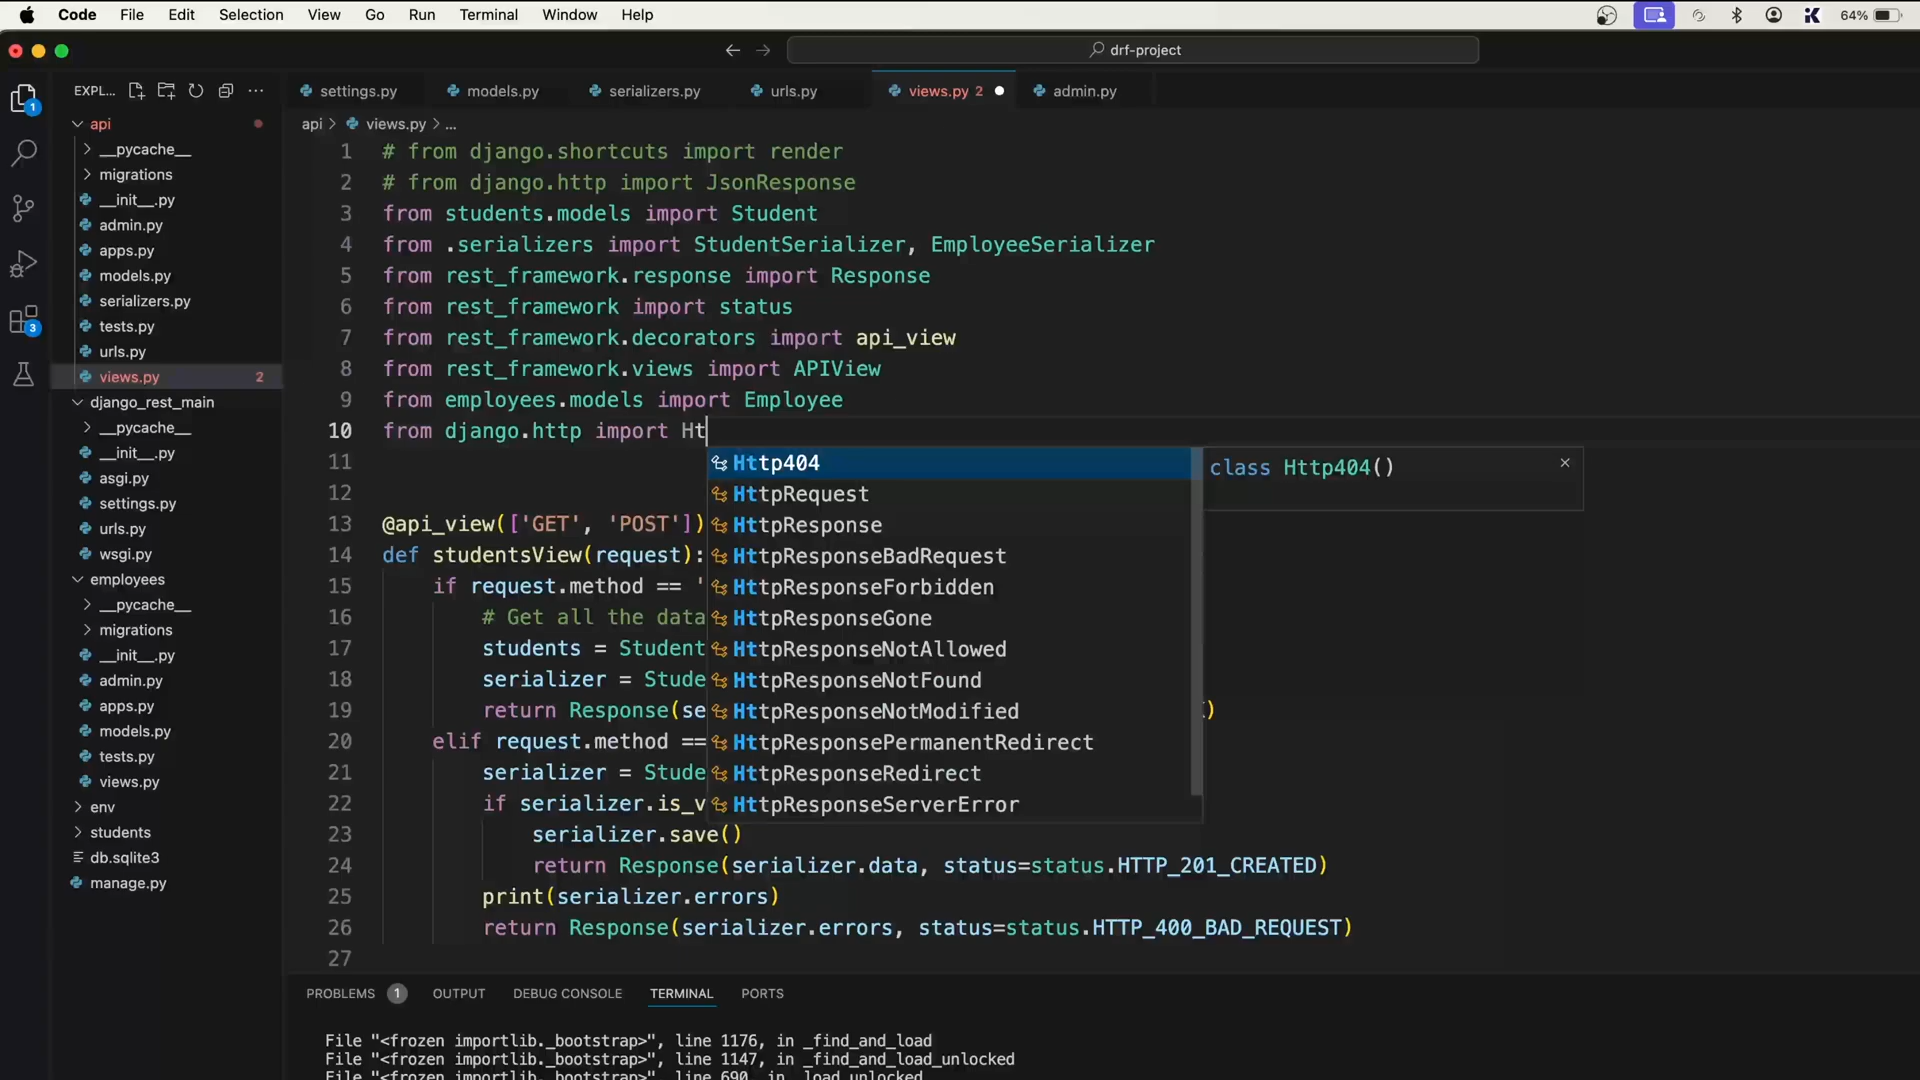 Code File Edit Selection View Go Run Terminal Window Help 64%
drf-project
EXPL... settings.py models.py serializers.py urls.py views.py 2 admin.py
1
api
api > views.py > ...
__pycache__
migrations
__init__.py
admin.py
apps.py
models.py
serializers.py
tests.py
urls.py
views.py 2
django_rest_main
__pycache__
__init__.py
asgi.py
settings.py
urls.py
wsgi.py
employees
__pycache__
migrations
__init__.py
admin.py
apps.py
models.py
tests.py
views.py
env
students
db.sqlite3
manage.py
3
1 # from django.shortcuts import render
2 # from django.http import JsonResponse
3 from students.models import Student
4 from .serializers import StudentSerializer, EmployeeSerializer
5 from rest_framework.response import Response
6 from rest_framework import status
7 from rest_framework.decorators import api_view
8 from rest_framework.views import APIView
9 from employees.models import Employee
10 from django.http import Ht
11
12
13 @api_view(['GET', 'POST'])
14 def studentsView(request):
15 if request.method == '
16 # Get all the data
17 students = Student
18 serializer = Stude
19 return Response(se )
20 elif request.method ==
21 serializer = Stude
22 if serializer.is_v
23 serializer.save()
24 return Response(serializer.data, status=status.HTTP_201_CREATED)
25 print(serializer.errors)
26 return Response(serializer.errors, status=status.HTTP_400_BAD_REQUEST)
27
Http404
HttpRequest
HttpResponse
HttpResponseBadRequest
HttpResponseForbidden
HttpResponseGone
HttpResponseNotAllowed
HttpResponseNotFound
HttpResponseNotModified
HttpResponsePermanentRedirect
HttpResponseRedirect
HttpResponseServerError
class Http404()
PROBLEMS 1 OUTPUT DEBUG CONSOLE TERMINAL PORTS
File "<frozen importlib._bootstrap>", line 1176, in _find_and_load
File "<frozen importlib._bootstrap>", line 1147, in _find_and_load_unlocked
File "<frozen importlib._bootstrap>", line 690, in _load_unlocked